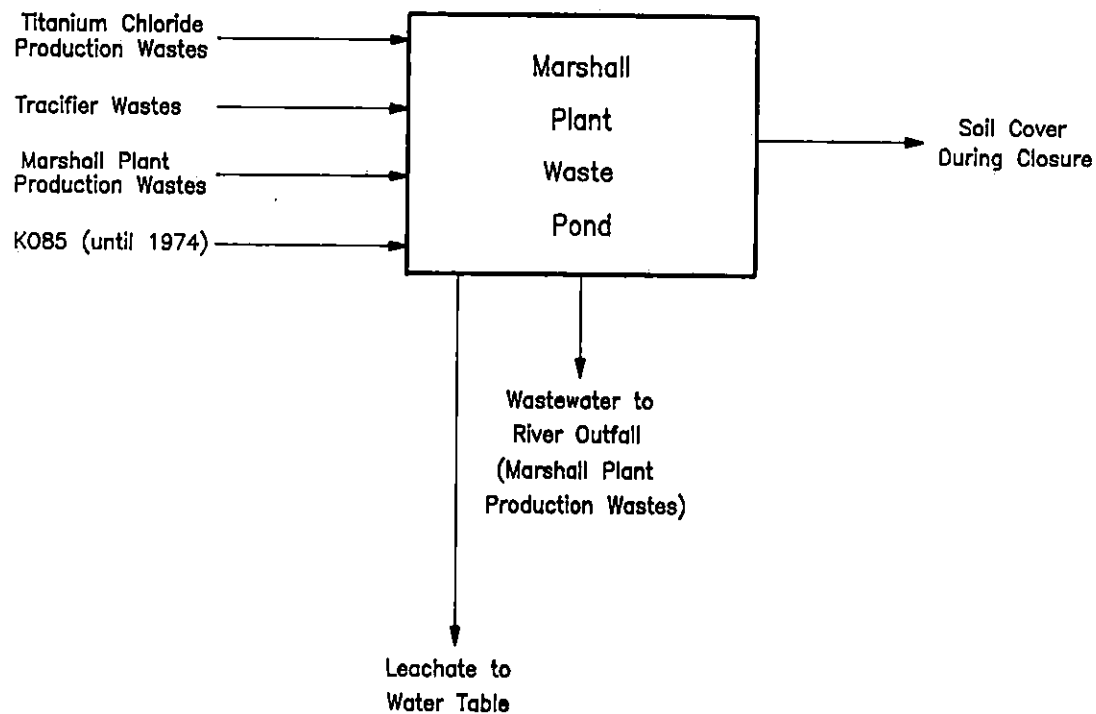 Titanium Chloride
Production Wastes
Tracifier Wastes
Marshall Plant
Production Wastes
K085 (until 1974)
Marshall
Plant
Waste
Pond
Soil Cover
During Closure
Wastewater to
River Outfall
(Marshall Plant
Production Wastes)
Leachate to
Water Table